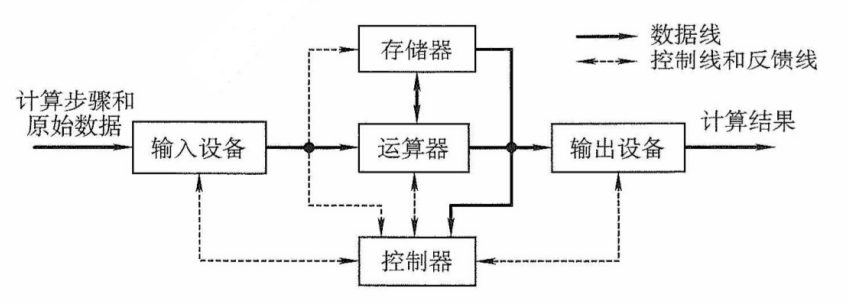 存储器
数据线
控制线和反馈线
计算步骤和
原始数据
输入设备
运算器
输出设备
计算结果
控制器